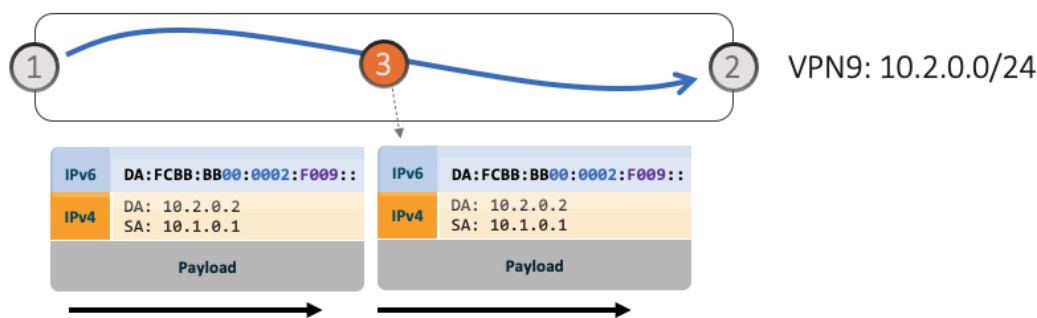 1
3
2
VPN9: 10.2.0.0/24
IPv6
DA:FCBB:BB00:0002:F009::
IPv4
DA: 10.2.0.2
SA: 10.1.0.1
Payload
IPv6
DA:FCBB:BB00:0002:F009::
IPv4
DA: 10.2.0.2
SA: 10.1.0.1
Payload